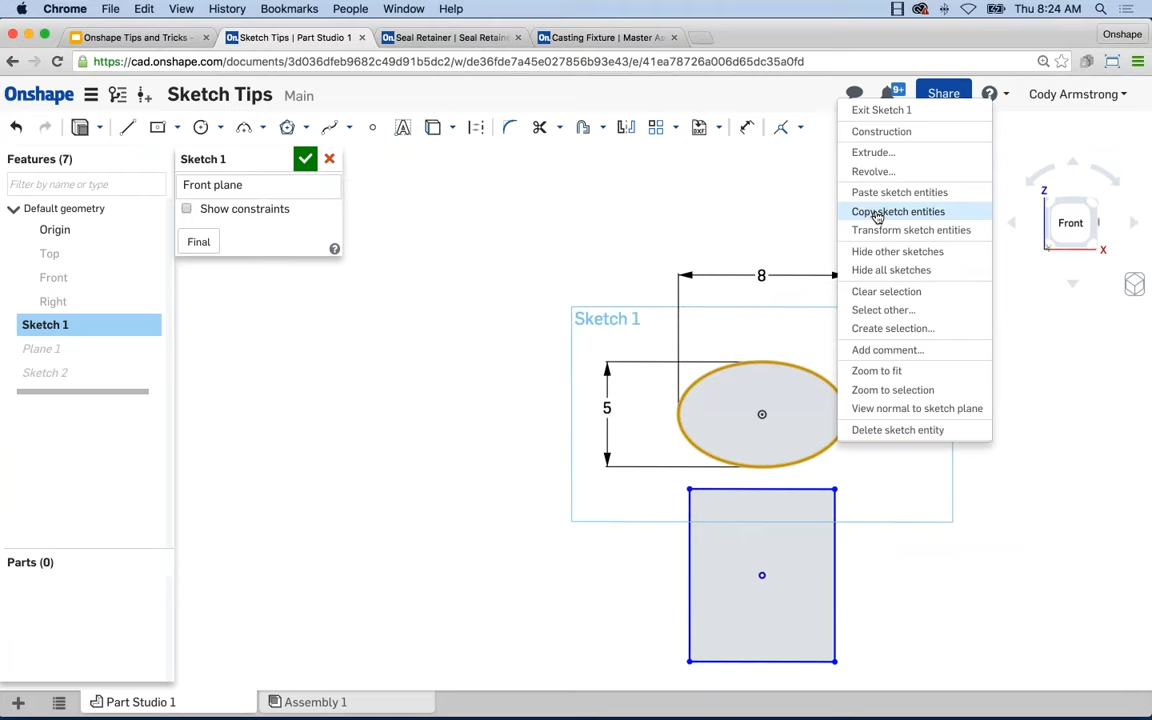 Chrome File Edit View History Bookmarks People Window Help Thu 8:24 AM
Onshape Tips and Tricks - Sketch Tips | Part Studio 1 Seal Retainer | Seal Retaine Casting Fixture | Master As Onshape
https://cad.onshape.com/documents/3d036dfeb9682c49d91b5dc2/w/de36fde7a45e027856b93e43/e/41ea78726a006d65dc35a0fd
Onshape Sketch Tips Main 9+ Share Cody Armstrong
Features (7)
Filter by name or type
Default geometry
Origin
Top
Front
Right
Sketch 1
Plane 1
Sketch 2
Parts (0)
Sketch 1
Front plane
Show constraints
Final
8
Sketch 1
5
Exit Sketch 1
Construction
Extrude...
Revolve...
Paste sketch entities
Copy sketch entities
Transform sketch entities
Hide other sketches
Hide all sketches
Clear selection
Select other...
Create selection...
Add comment...
Zoom to fit
Zoom to selection
View normal to sketch plane
Delete sketch entity
Z
Front
X
Part Studio 1 Assembly 1